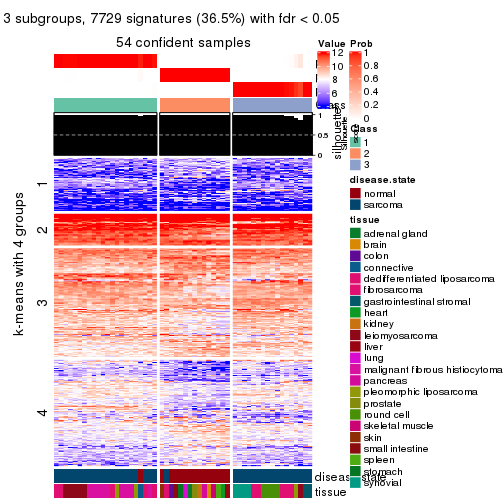 3 subgroups, 7729 signatures (36.5%) with fdr < 0.05
54 confident samples
k-means with 4 groups
1
2
3
4
Value
12
10
8
6
Prob
1
0.8
0.6
0.4
0.2
0
1
0.5
0
silhouette
Class
1
2
3
disease.state
normal
sarcoma
tissue
adrenal gland
brain
colon
connective
dedifferentiated liposarcoma
fibrosarcoma
gastrointestinal stromal
heart
kidney
leiomyosarcoma
liver
lung
malignant fibrous histiocytoma
pancreas
pleomorphic liposarcoma
prostate
round cell
skeletal muscle
skin
small intestine
spleen
stomach
synovial
disease.state
tissue